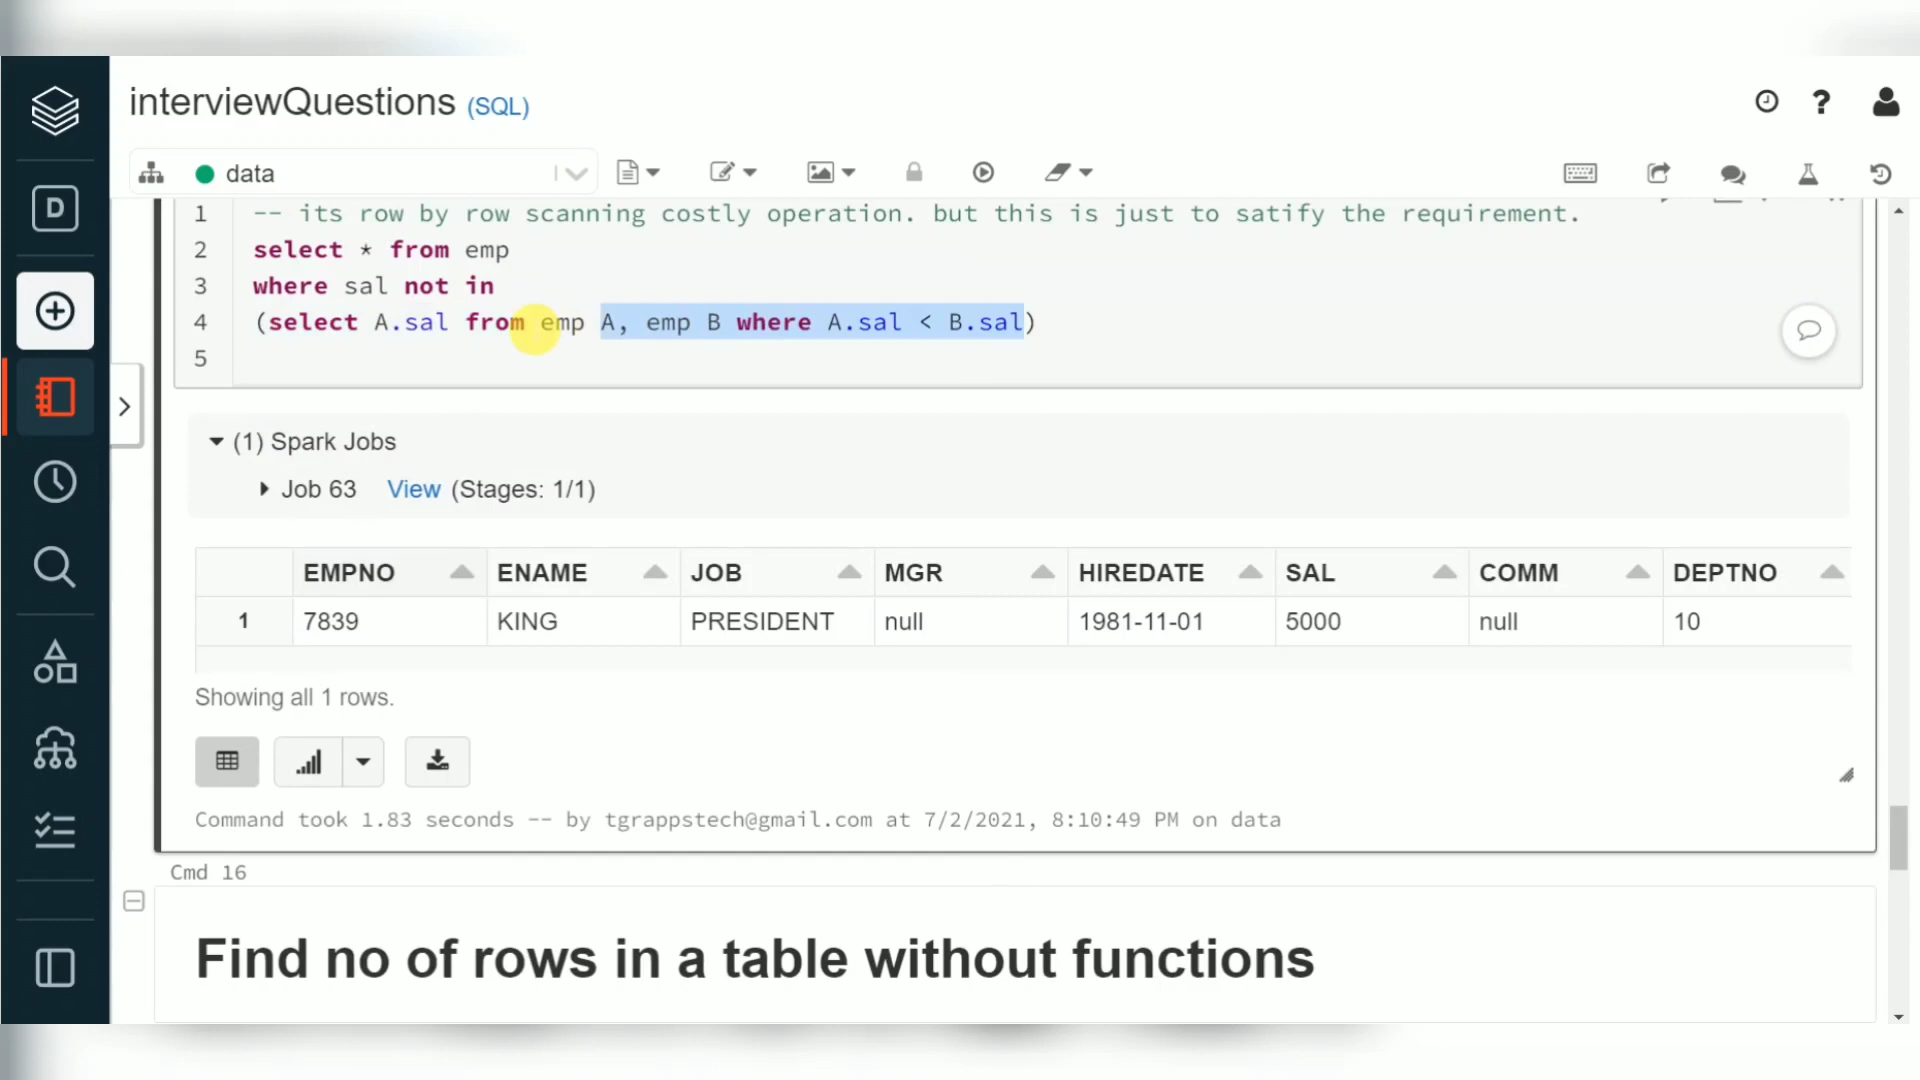 interviewQuestions (SQL)
D
data
1 -- its row by row scanning costly operation. but this is just to satify the requirement.
2 select * from emp
3 where sal not in
4 (select A.sal from emp A, emp B where A.sal < B.sal)
5
(1) Spark Jobs
Job 63 View (Stages: 1/1)
EMPNO ENAME JOB MGR HIREDATE SAL COMM DEPTNO
1 7839 KING PRESIDENT null 1981-11-01 5000 null 10
Showing all 1 rows.
Command took 1.83 seconds -- by tgrappstech@gmail.com at 7/2/2021, 8:10:49 PM on data
Cmd 16
Find no of rows in a table without functions